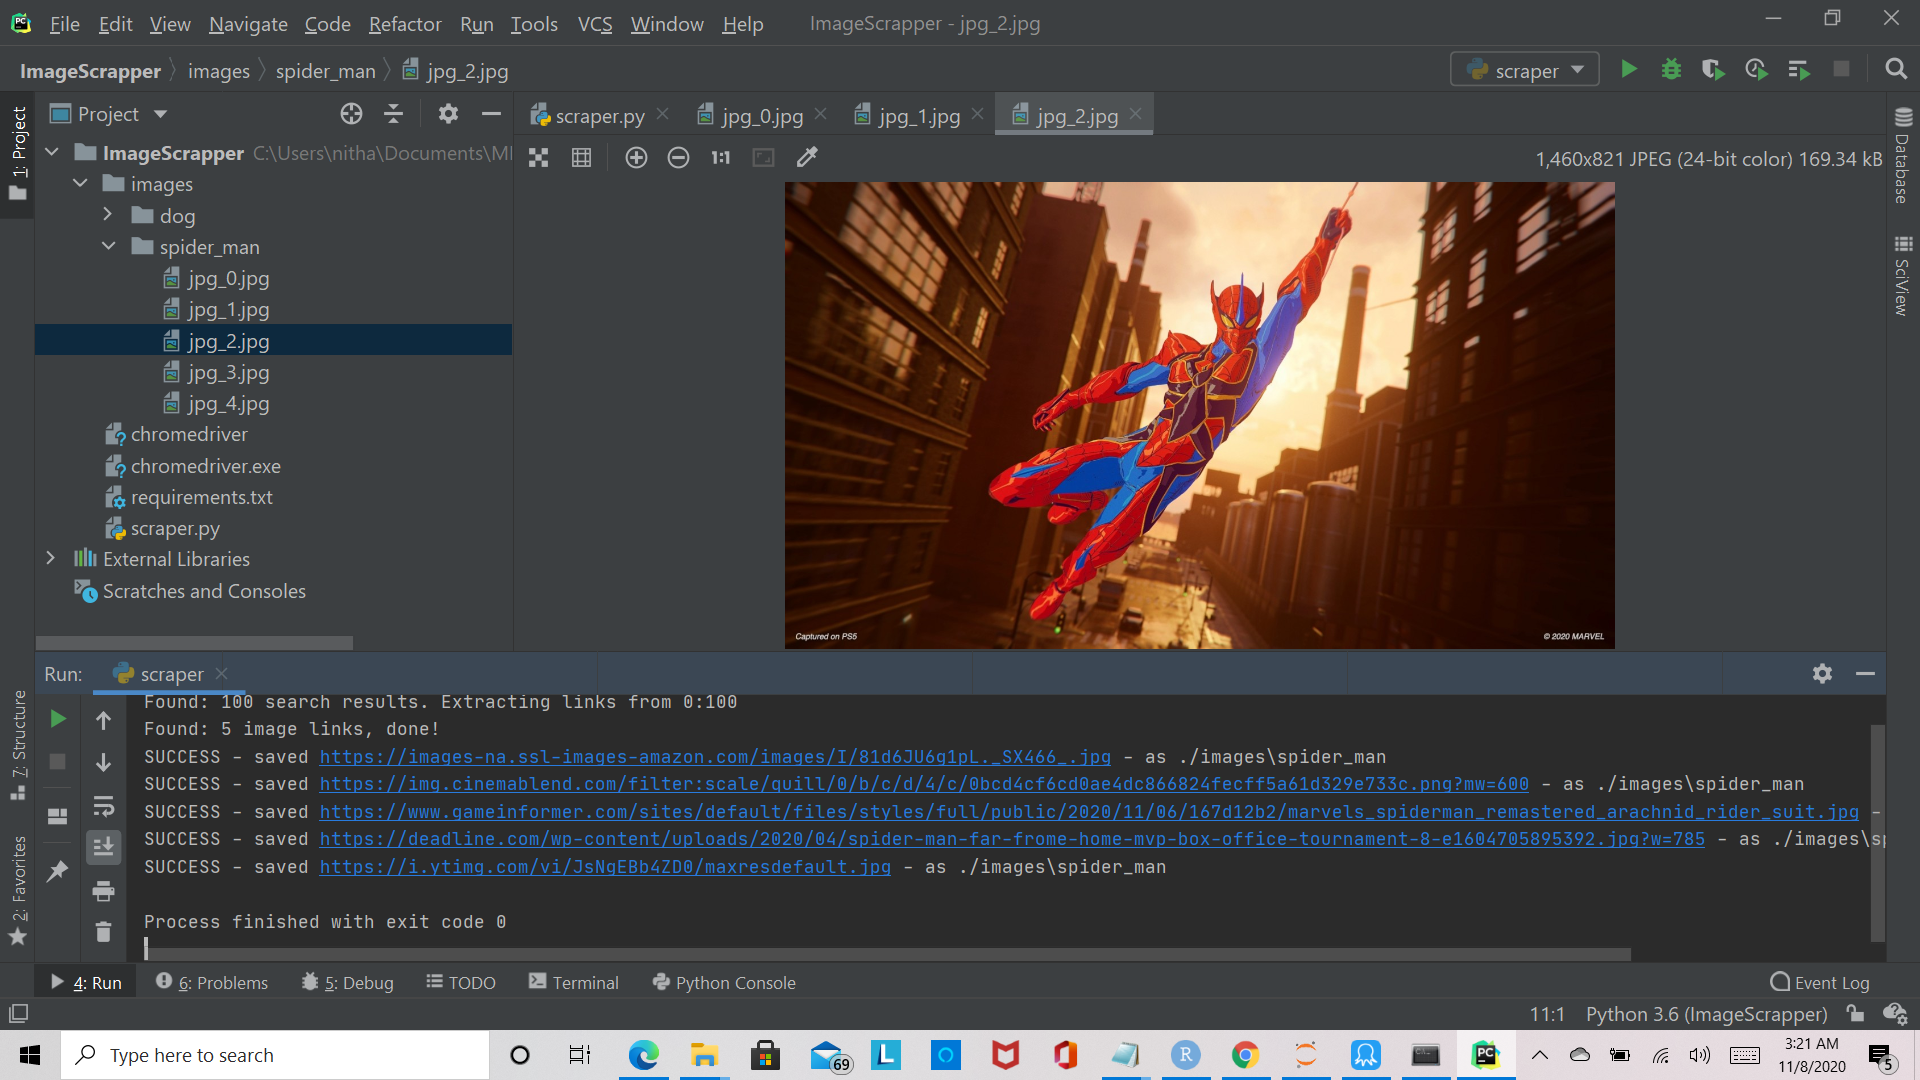 File Edit View Navigate Code Refactor Run Tools VCS Window Help ImageScrapper - jpg_2.jpg
ImageScrapper images spider_man jpg_2.jpg scraper
Project scraper.py jpg_0.jpg jpg_1.jpg jpg_2.jpg
1: Project
ImageScrapper C:\Users\nitha\Documents\
1:1 1,460x821 JPEG (24-bit color) 169.34 kB
images
dog
spider_man
jpg_0.jpg
jpg_1.jpg
jpg_2.jpg
jpg_3.jpg
jpg_4.jpg
chromedriver
chromedriver.exe
requirements.txt
scraper.py
External Libraries
Scratches and Consoles
Database
SciView
Captured on PS5 © 2020 MARVEL
Run: scraper
7: Structure
2: Favorites
Found: 100 search results. Extracting links from 0:100
Found: 5 image links, done!
SUCCESS - saved https://images-na.ssl-images-amazon.com/images/I/81d6JU6g1pL._SX466_.jpg - as ./images\spider_man
SUCCESS - saved https://img.cinemablend.com/filter:scale/quill/0/b/c/d/4/c/0bcd4cf6cd0ae4dc866824fecff5a61d329e733c.png?mw=600 - as ./images\spider_man
SUCCESS - saved https://www.gameinformer.com/sites/default/files/styles/full/public/2020/11/06/167d12b2/marvels_spiderman_remastered_arachnid_rider_suit.jpg -
SUCCESS - saved https://deadline.com/wp-content/uploads/2020/04/spider-man-far-frome-home-mvp-box-office-tournament-8-e1604705895392.jpg?w=785 - as ./images\sp
SUCCESS - saved https://i.ytimg.com/vi/JsNgEBb4ZD0/maxresdefault.jpg - as ./images\spider_man
Process finished with exit code 0
4: Run 6: Problems 5: Debug TODO Terminal Python Console Event Log
11:1 Python 3.6 (ImageScrapper)
Type here to search 69 3:21 AM
11/8/2020 5